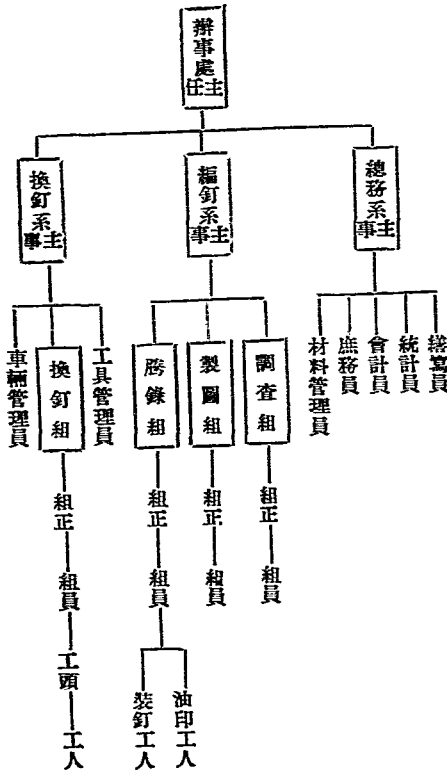 辦事處主任
總務系主事
編釘系主事
換釘系主事
繕寫員
統計員
會計員
庶務員
材料管理員
調查組
組正
組員
製圖組
組正
組員
謄錄組
組正
組員
油印工人
裝釘工人
工具管理員
換釘組
組正
組員
工頭
工人
車輛管理員